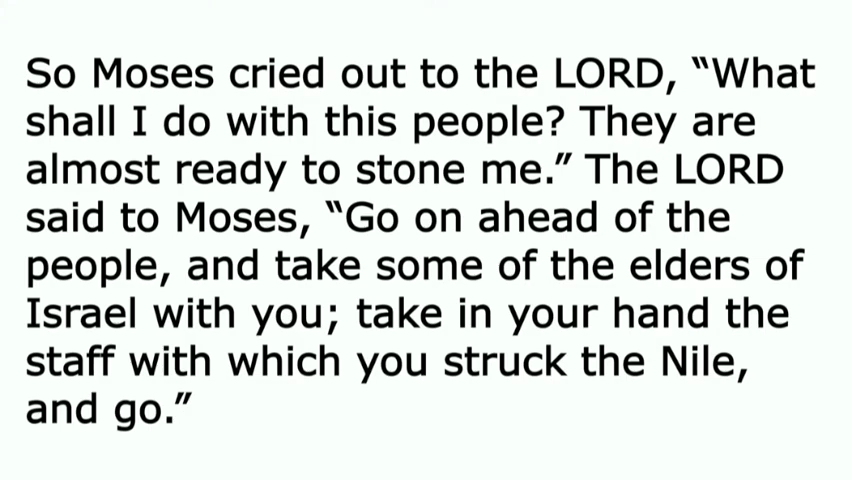 So Moses cried out to the LORD, “What
shall I do with this people? They are
almost ready to stone me.” The LORD
said to Moses, “Go on ahead of the
people, and take some of the elders of
Israel with you; take in your hand the
staff with which you struck the Nile,
and go.”